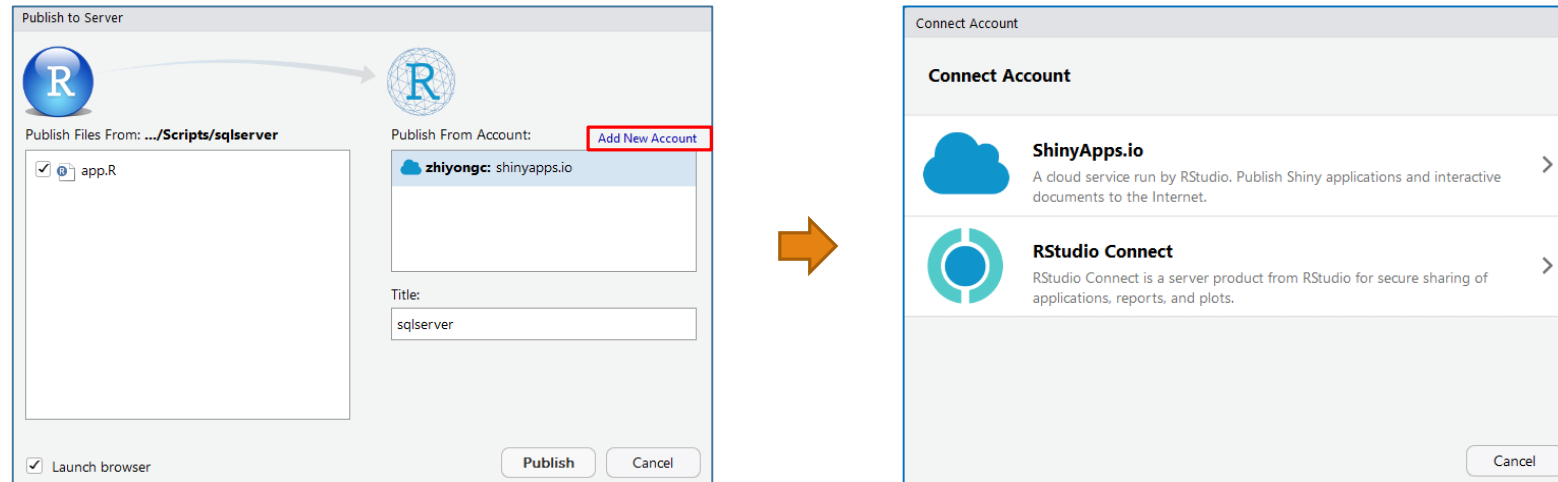 Publish to Server
R
R
Publish Files From: .../Scripts/sqlserver
Publish From Account:
Add New Account
R app.R
zhiyongc: shinyapps.io
Title:
sqlserver
Launch browser
Publish
Cancel
Connect Account
Connect Account
ShinyApps.io
A cloud service run by RStudio. Publish Shiny applications and interactive
documents to the Internet.
RStudio Connect
RStudio Connect is a server product from RStudio for secure sharing of
applications, reports, and plots.
Cancel